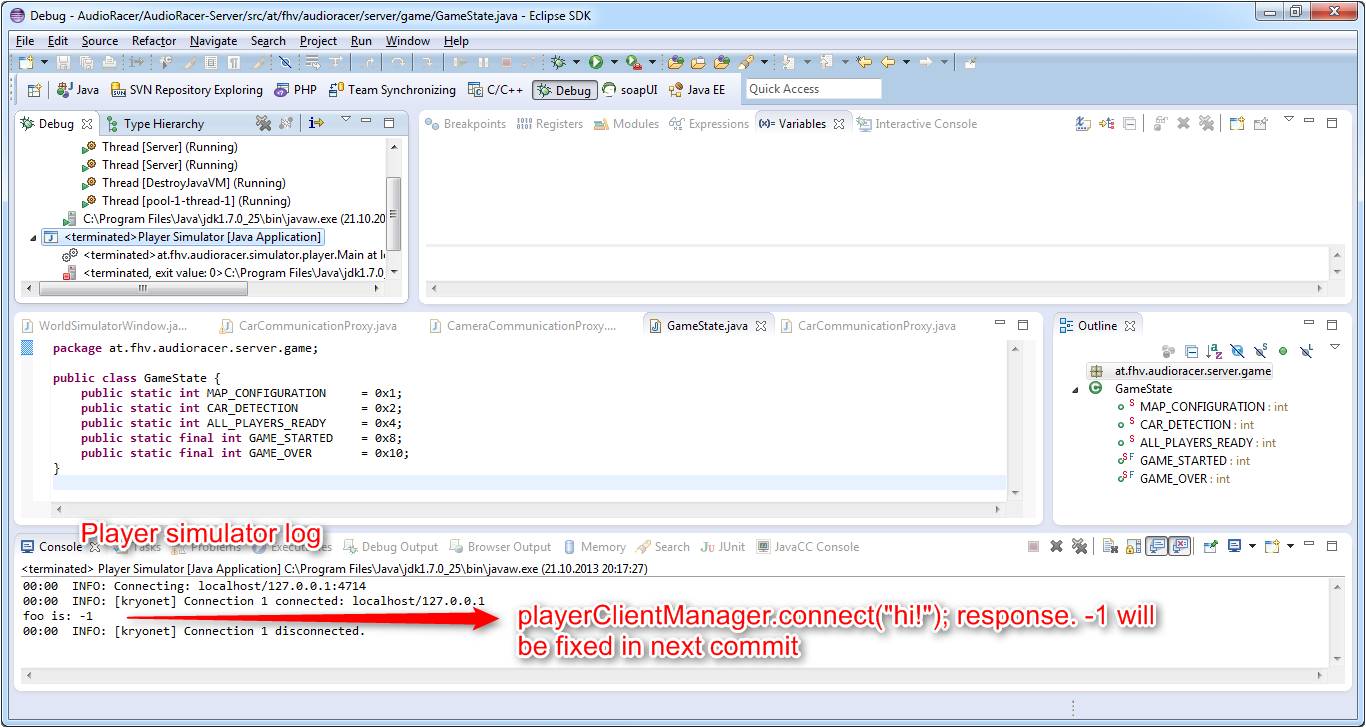 Debug - AudioRacer/AudioRacer-Server/src/at/fhv/audioracer/server/game/GameState.java - Eclipse SDK
File Edit Source Refactor Navigate Search Project Run Window Help
Java SVN Repository Exploring PHP Team Synchronizing C/C++ Debug soapUI Java EE Quick Access
Debug Type Hierarchy
Breakpoints Registers Modules Expressions (x)= Variables Interactive Console
Thread [Server] (Running)
Thread [Server] (Running)
Thread [DestroyJavaVM] (Running)
Thread [pool-1-thread-1] (Running)
C:\Program Files\Java\jdk1.7.0_25\bin\javaw.exe (21.10.20
<terminated>Player Simulator [Java Application]
<terminated>at.fhv.audioracer.simulator.player.Main at l
<terminated, exit value: 0>C:\Program Files\Java\jdk1.7.0_
WorldSimulatorWindow.ja... CarCommunicationProxy.java CameraCommunicationProxy.... GameState.java CarCommunicationProxy.java
Outline
package at.fhv.audioracer.server.game;
public class GameState {
public static int MAP_CONFIGURATION = 0x1;
public static int CAR_DETECTION = 0x2;
public static int ALL_PLAYERS_READY = 0x4;
public static final int GAME_STARTED = 0x8;
public static final int GAME_OVER = 0x10;
}
at.fhv.audioracer.server.game
GameState
MAP_CONFIGURATION : int
CAR_DETECTION : int
ALL_PLAYERS_READY : int
GAME_STARTED : int
GAME_OVER : int
Player simulator log
Console Tasks Problems Executables Debug Output Browser Output Memory Search JUnit JavaCC Console
<terminated> Player Simulator [Java Application] C:\Program Files\Java\jdk1.7.0_25\bin\javaw.exe (21.10.2013 20:17:27)
00:00 INFO: Connecting: localhost/127.0.0.1:4714
00:00 INFO: [kryonet] Connection 1 connected: localhost/127.0.0.1
foo is: -1
00:00 INFO: [kryonet] Connection 1 disconnected.
playerClientManager.connect("hi!"); response. -1 will
be fixed in next commit